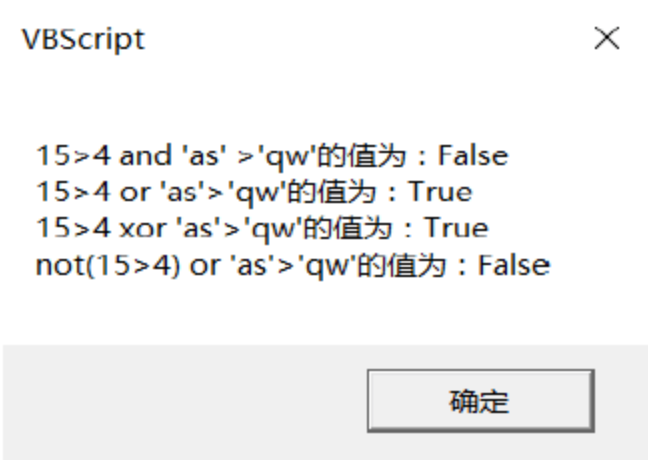 VBScript
15>4 and 'as' >'qw'的值为：False
15>4 or 'as'>'qw'的值为：True
15>4 xor 'as'>'qw'的值为：True
not(15>4) or 'as'>'qw'的值为：False
确定